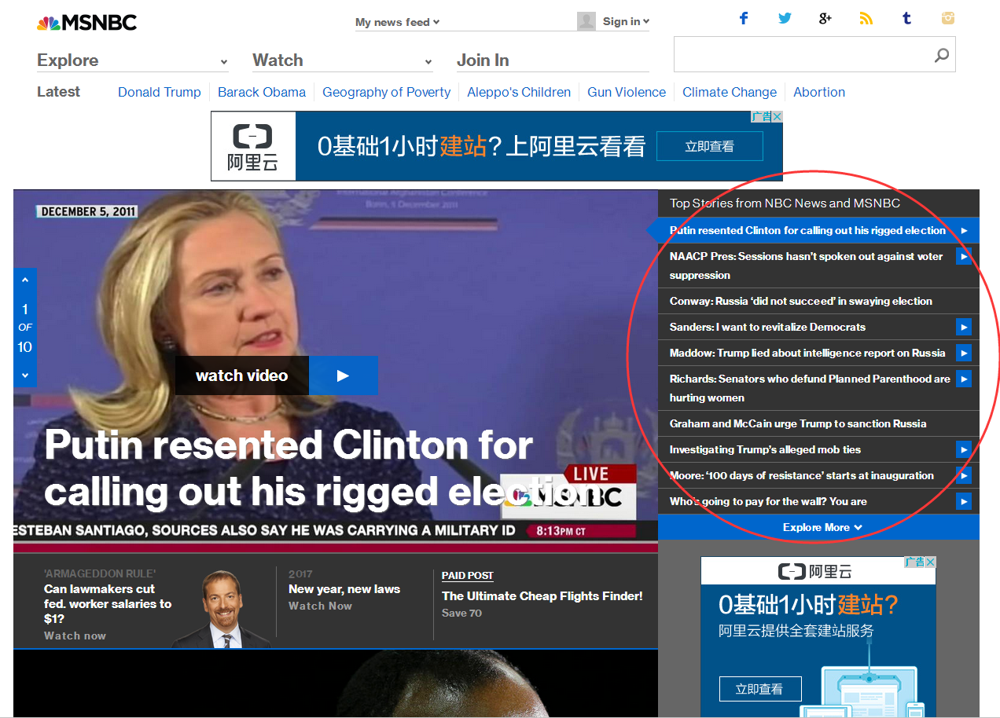 MSNBC
My news feed
Sign in
g+
t
Explore
Watch
Join In
Latest
Donald Trump
Barack Obama
Geography of Poverty
Aleppo's Children
Gun Violence
Climate Change
Abortion
广告
阿里云
0基础1小时建站?上阿里云看看
立即查看
DECEMBER 5, 2011
International Afghanistan Conference
Bonn, 5 December 2011
1
OF
10
watch video
Putin resented Clinton for
calling out his rigged election
LIVE
MSNBC
ESTEBAN SANTIAGO, SOURCES ALSO SAY HE WAS CARRYING A MILITARY ID
8:13PM CT
Top Stories from NBC News and MSNBC
Putin resented Clinton for calling out his rigged election
NAACP Pres: Sessions hasn't spoken out against voter
suppression
Conway: Russia ‘did not succeed’ in swaying election
Sanders: I want to revitalize Democrats
Maddow: Trump lied about intelligence report on Russia
Richards: Senators who defund Planned Parenthood are
hurting women
Graham and McCain urge Trump to sanction Russia
Investigating Trump’s alleged mob ties
Moore: ‘100 days of resistance’ starts at inauguration
Who’s going to pay for the wall? You are
Explore More
'ARMAGEDDON RULE'
Can lawmakers cut
fed. worker salaries to
$1?
Watch now
2017
New year, new laws
Watch Now
PAID POST
The Ultimate Cheap Flights Finder!
Save 70
广告
阿里云
0基础1小时建站?
阿里云提供全套建站服务
立即查看